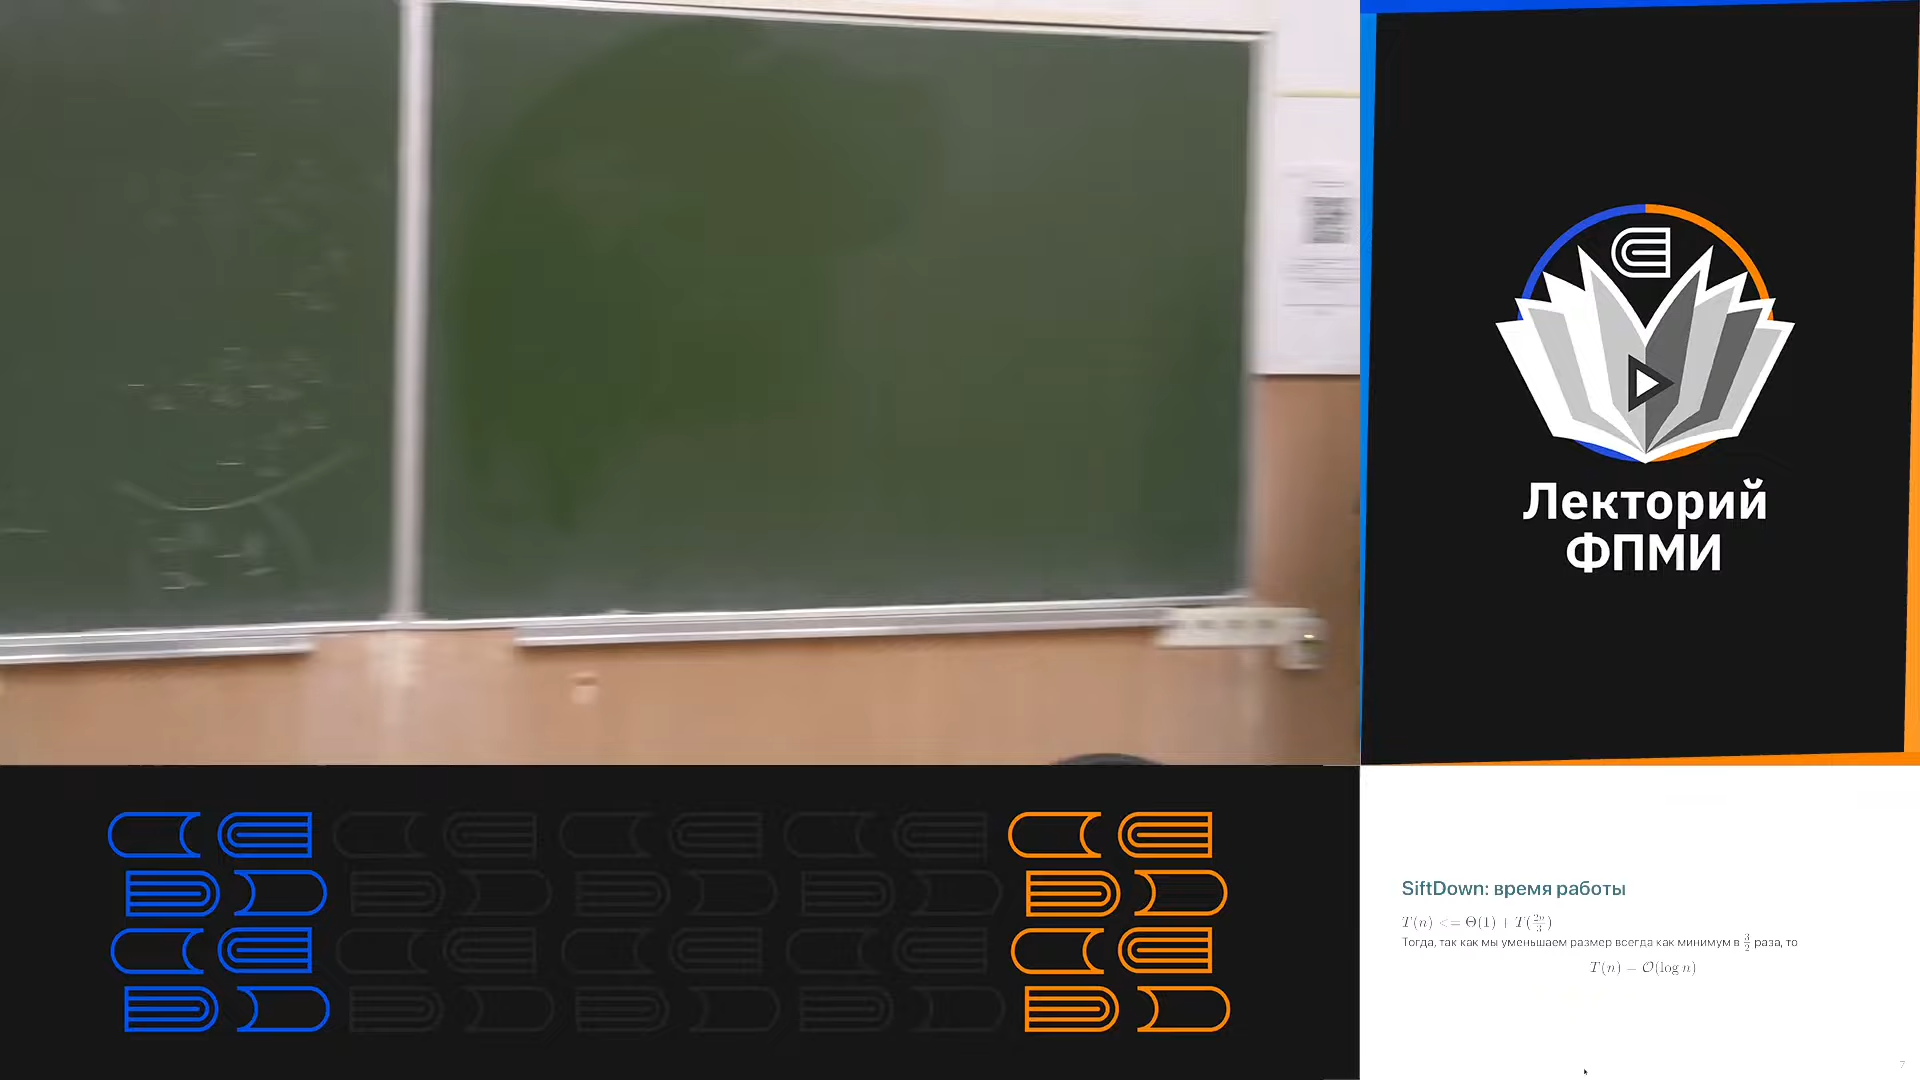 Лекторий
ФПМИ
SiftDown: время работы
T(n) <= Θ(1) + T(2n/3)
Тогда, так как мы уменьшаем размер всегда как минимум в 3/2 раза, то
T(n) = O(log n)
7